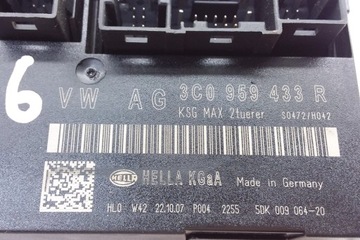 6
VW AG 3C0 959 433 R
KSG MAX 2tuerer S0472/H042
HELLA HELLA KGaA Made in Germany
HLO W42 22.10.07 P004 2255 5DK 009 064-20